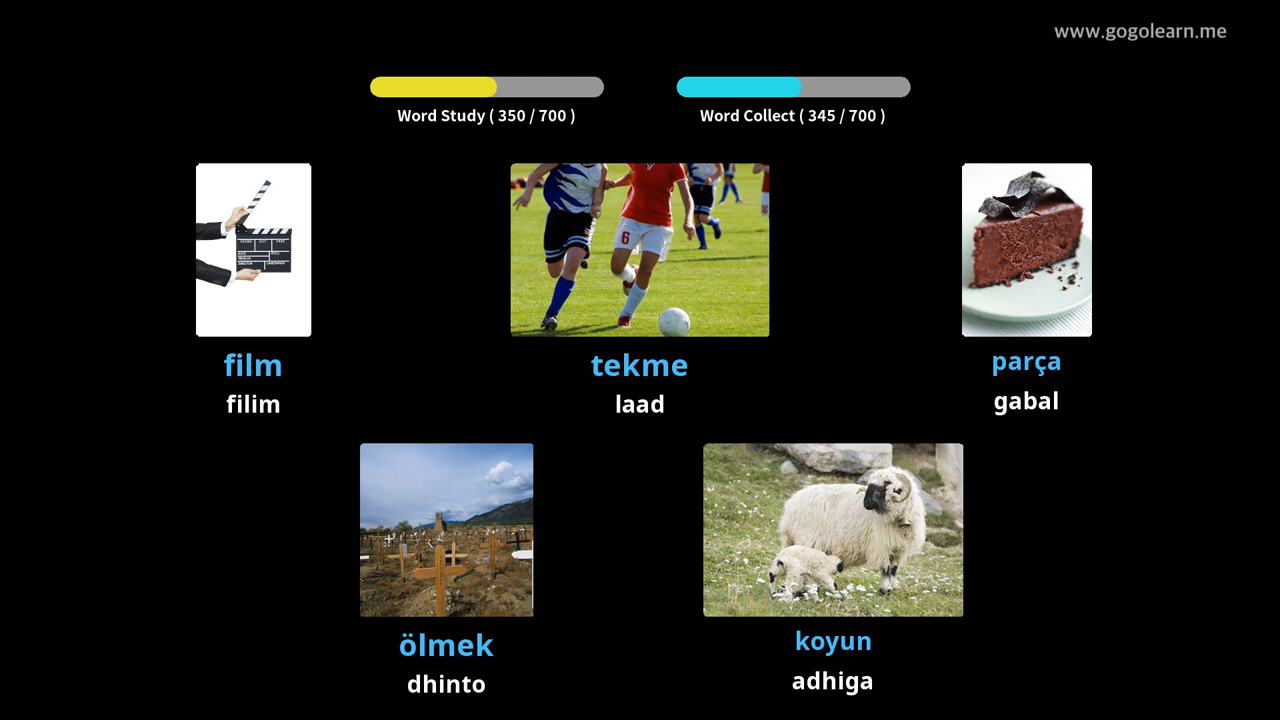 www.gogolearn.me
Word Study ( 350 / 700 )
Word Collect ( 345 / 700 )
film
filim
tekme
laad
parça
gabal
ölmek
dhinto
koyun
adhiga